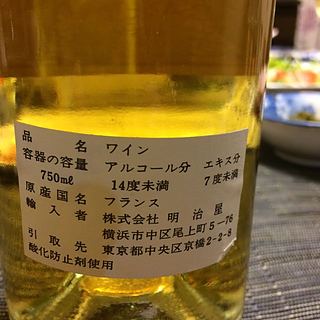 品 名 ワイン
容器の容量 アルコール分 エキス分
750mℓ 14度未満 7度未満
原産国名 フランス
輸入者 株式会社 明治屋
横浜市中区尾上町5-76
引取先 東京都中央区京橋2-2-8
酸化防止剤使用